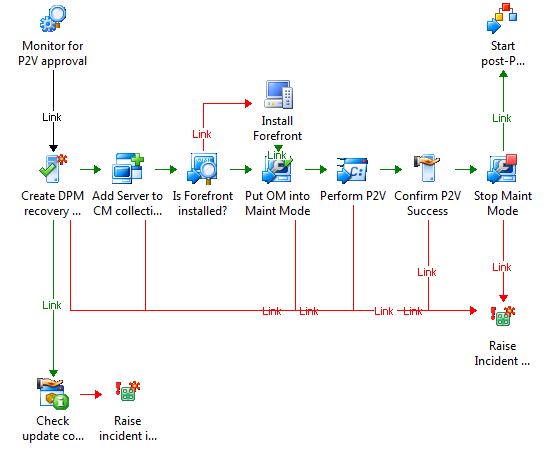 Monitor for
P2V approval
Start
post-P...
Link
Link
Link
Install
Forefront
Link
Create DPM
recovery ...
Add Server to
CM collecti...
Is Forefront
installed?
Put OM into
Maint Mode
Perform P2V
Confirm P2V
Success
Stop Maint
Mode
Link
Link
Link
Link
Link
Link
Link
Raise
Incident ...
Check
update co...
Raise
incident i...